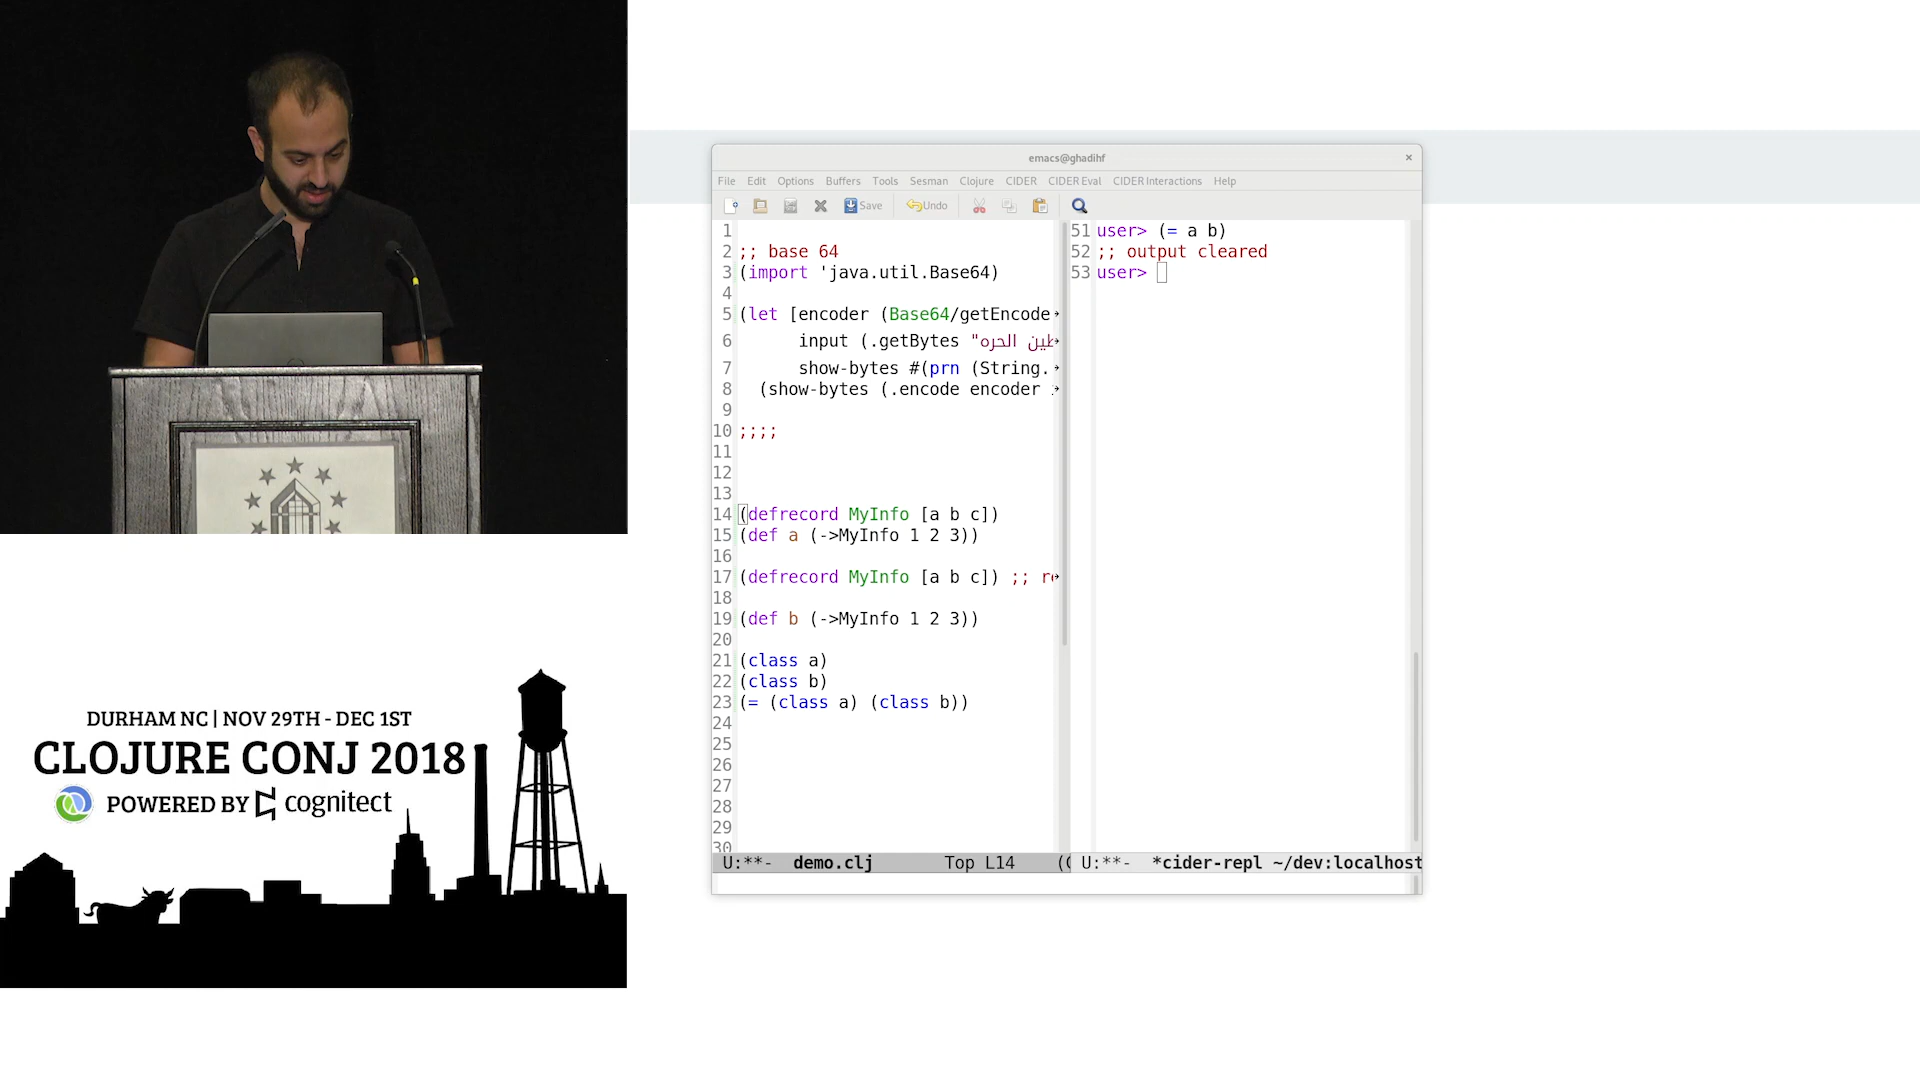 emacs@ghadihf
File Edit Options Buffers Tools Sesman Clojure CIDER CIDER Eval CIDER Interactions Help
Save Undo
1
2 ;; base 64
3 (import 'java.util.Base64)
4
5 (let [encoder (Base64/getEncode
6 input (.getBytes "طين الحره
7 show-bytes #(prn (String.
8 (show-bytes (.encode encoder
9
10 ;;;;
11
12
13
14 (defrecord MyInfo [a b c])
15 (def a (->MyInfo 1 2 3))
16
17 (defrecord MyInfo [a b c]) ;; re
18
19 (def b (->MyInfo 1 2 3))
20
21 (class a)
22 (class b)
23 (= (class a) (class b))
24
25
26
27
28
29
30
U:**- demo.clj Top L14
51 user> (= a b)
52 ;; output cleared
53 user>
U:**- *cider-repl ~/dev:localhost
DURHAM NC | NOV 29TH - DEC 1ST
CLOJURE CONJ 2018
POWERED BY cognitect